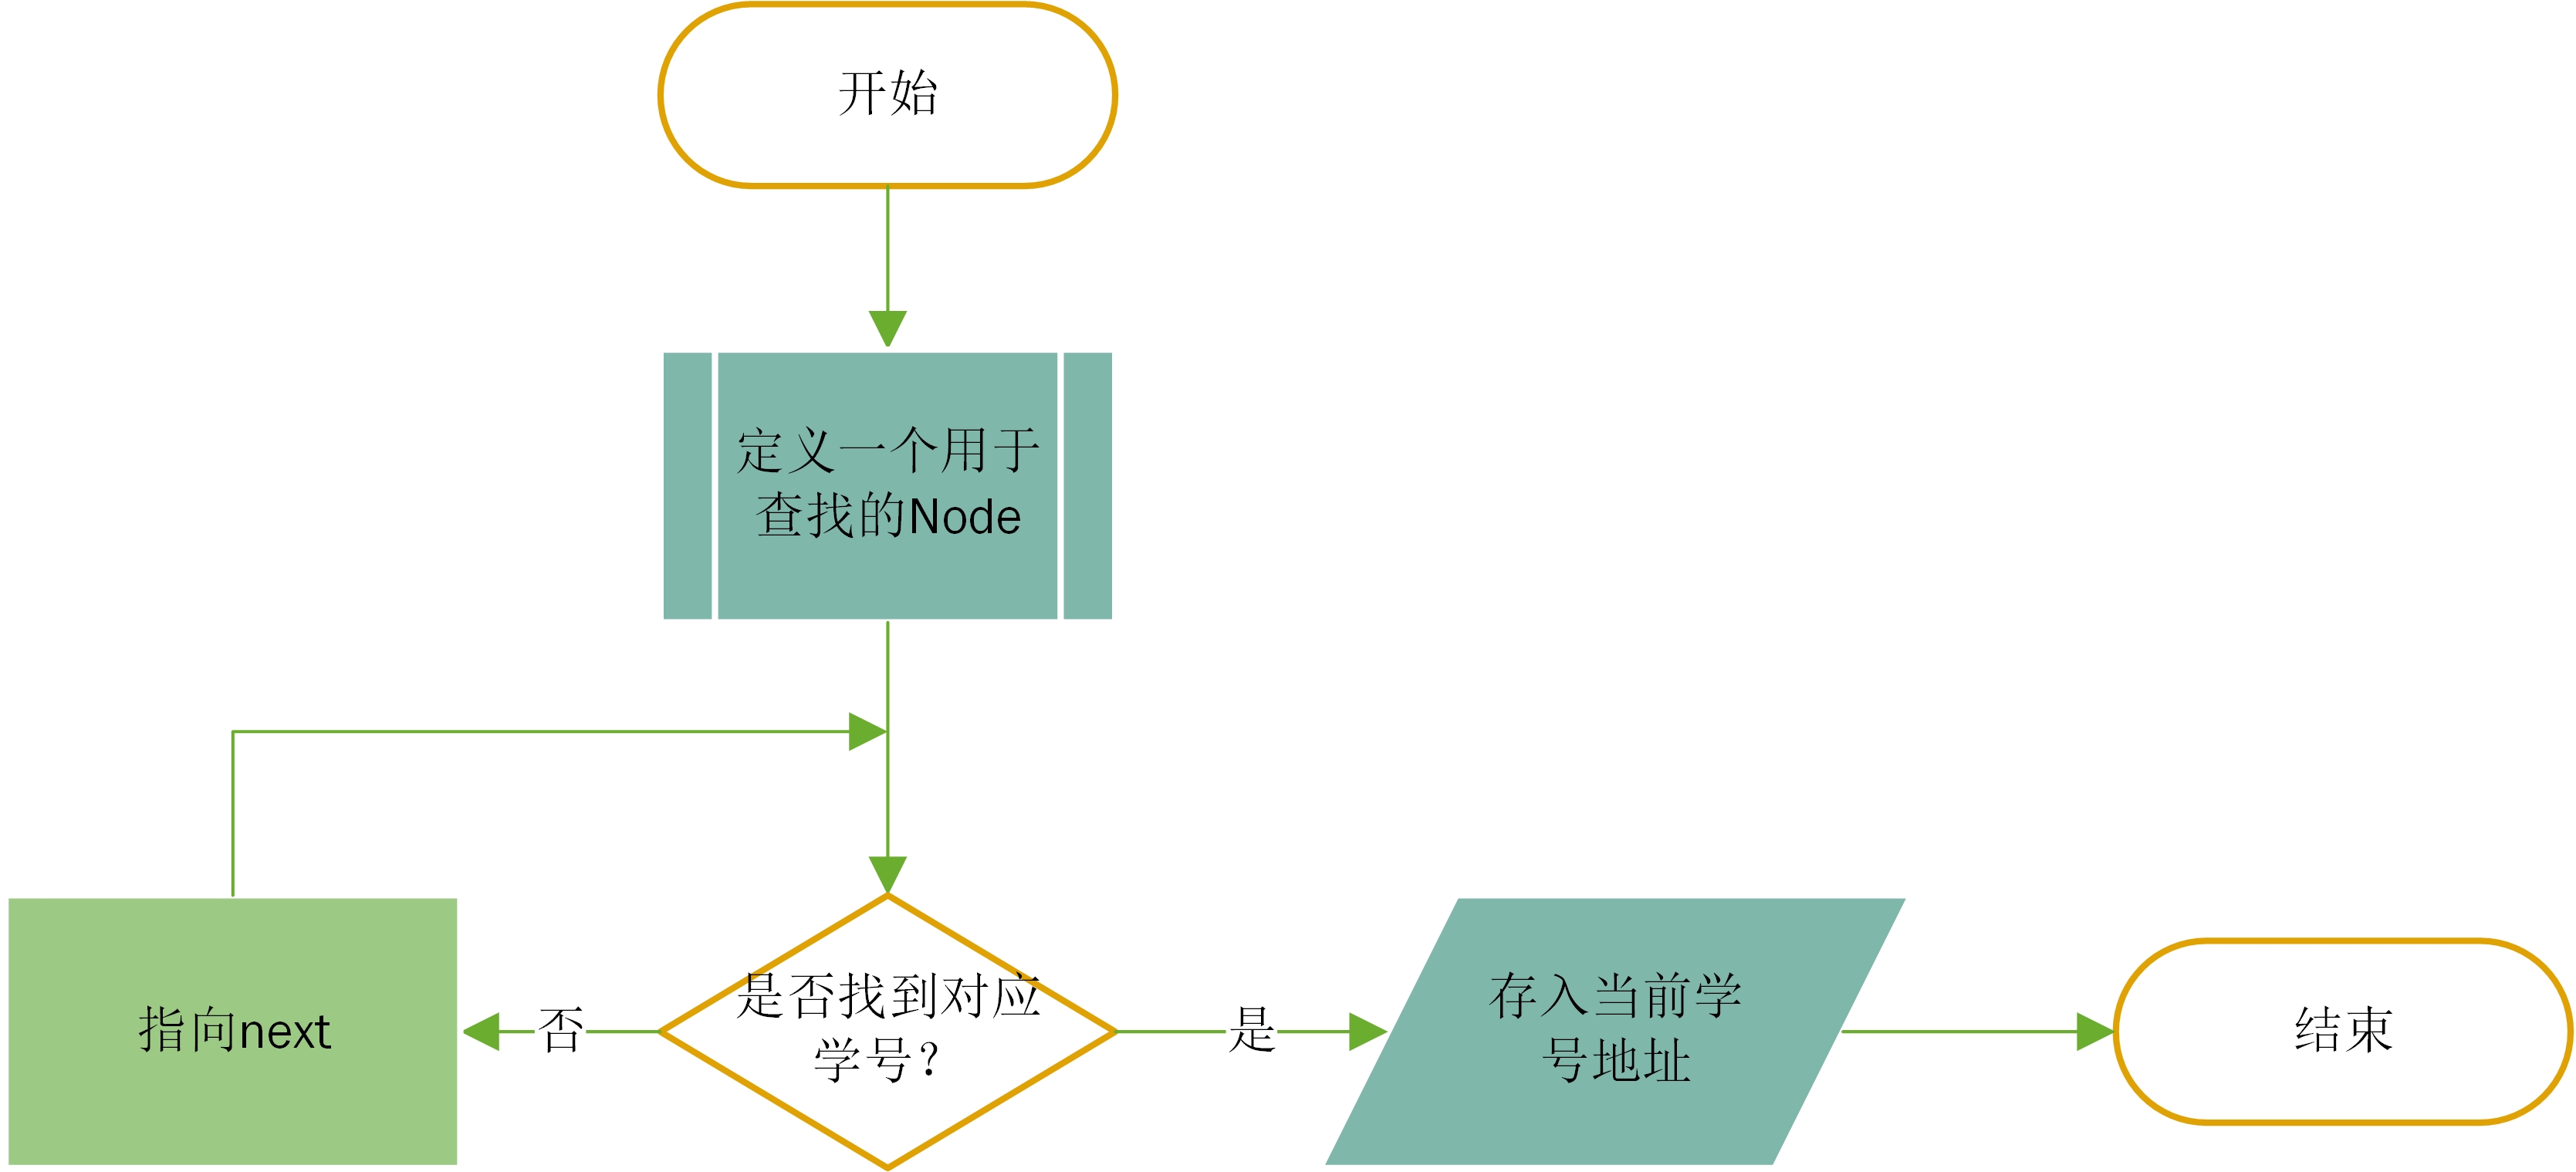 开始
定义一个用于
查找的Node
指向next
否
是否找到对应
学号？
是
存入当前学
号地址
结束